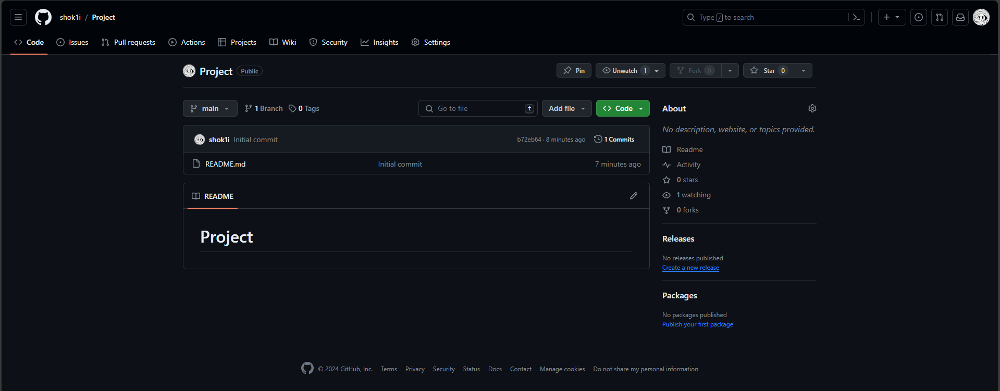 shok1i / Project
Type / to search
Code Issues Pull requests Actions Projects Wiki Security Insights Settings
Project Public
Pin Unwatch 1 Fork 0 Star 0
main 1 Branch 0 Tags Go to file t Add file Code
shok1i Initial commit b72eb64 · 8 minutes ago 1 Commits
README.md Initial commit 7 minutes ago
README
Project
About
No description, website, or topics provided.
Readme
Activity
0 stars
1 watching
0 forks
Releases
No releases published
Create a new release
Packages
No packages published
Publish your first package
© 2024 GitHub, Inc. Terms Privacy Security Status Docs Contact Manage cookies Do not share my personal information